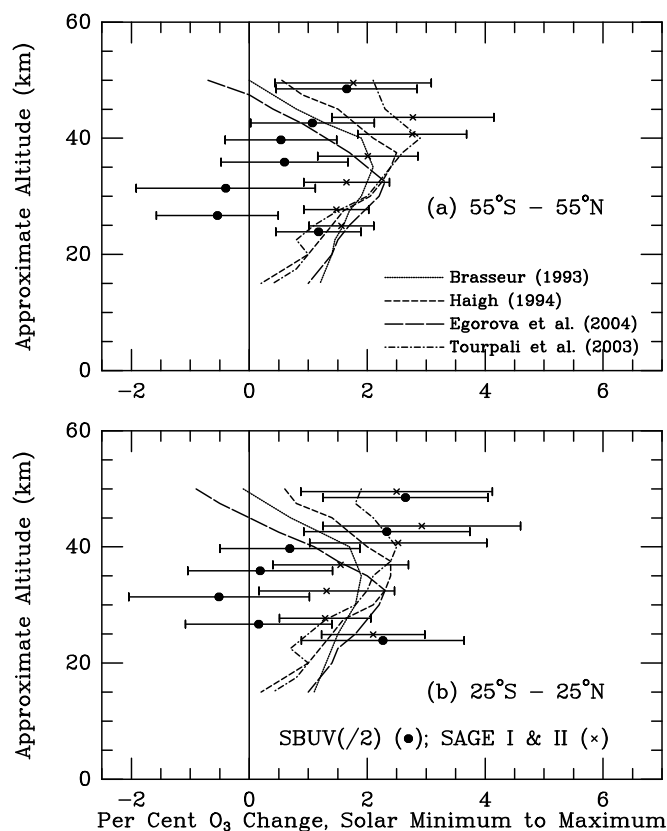 60
40
20
0
Approximate Altitude (km)
(a) 55°S − 55°N
Brasseur (1993)
Haigh (1994)
Egorova et al. (2004)
Tourpali et al. (2003)
−2 0 2 4 6
60
40
20
0
Approximate Altitude (km)
(b) 25°S − 25°N
SBUV(/2) (●); SAGE I & II (×)
−2 0 2 4 6
Per Cent O₃ Change, Solar Minimum to Maximum